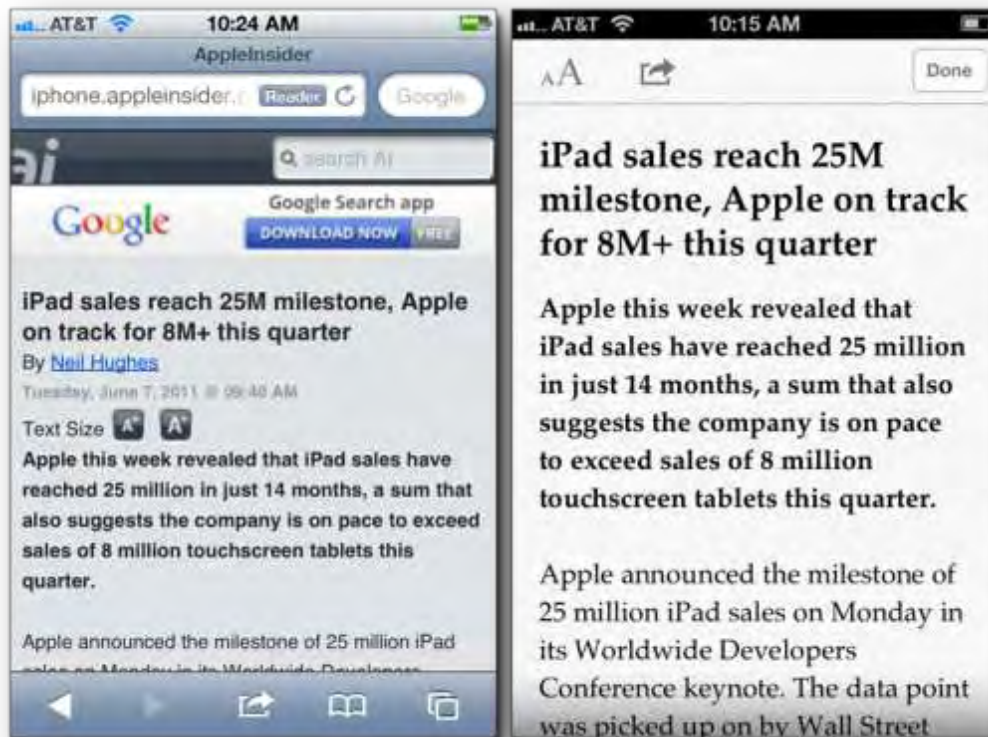 AT&T 10:24 AM
AppleInsider
iphone.appleinsider. Reader Google
ai search AI
Google Google Search app
DOWNLOAD NOW FREE
iPad sales reach 25M milestone, Apple
on track for 8M+ this quarter
By Neil Hughes
Tuesday, June 7, 2011 @ 09:40 AM
Text Size A A
Apple this week revealed that iPad sales have
reached 25 million in just 14 months, a sum that
also suggests the company is on pace to exceed
sales of 8 million touchscreen tablets this
quarter.
Apple announced the milestone of 25 million iPad
sales on Monday in its Worldwide Developers
AT&T 10:15 AM
AA Done
iPad sales reach 25M
milestone, Apple on track
for 8M+ this quarter
Apple this week revealed that
iPad sales have reached 25 million
in just 14 months, a sum that also
suggests the company is on pace
to exceed sales of 8 million
touchscreen tablets this quarter.
Apple announced the milestone of
25 million iPad sales on Monday in
its Worldwide Developers
Conference keynote. The data point
was picked up on by Wall Street